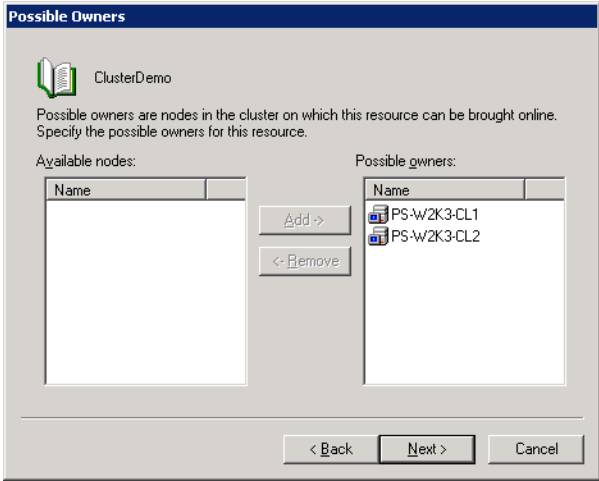 Possible Owners
ClusterDemo
Possible owners are nodes in the cluster on which this resource can be brought online.
Specify the possible owners for this resource.
Available nodes:
Possible owners:
Name
Name
PS-W2K3-CL1
PS-W2K3-CL2
Add ->
<- Remove
< Back
Next >
Cancel